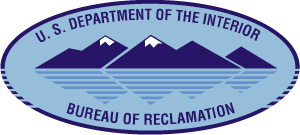 U. S. DEPARTMENT OF THE INTERIOR
BUREAU OF RECLAMATION